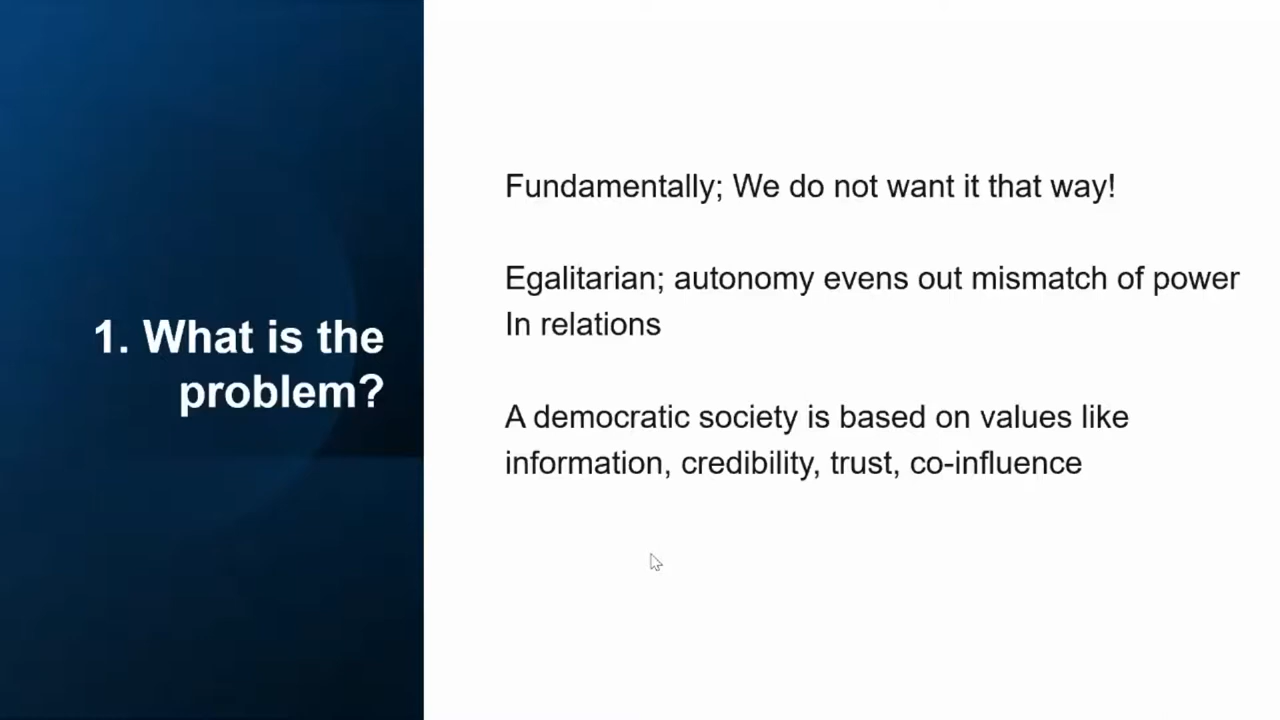 1. What is the
problem?
Fundamentally; We do not want it that way!
Egalitarian; autonomy evens out mismatch of power
In relations
A democratic society is based on values like
information, credibility, trust, co-influence